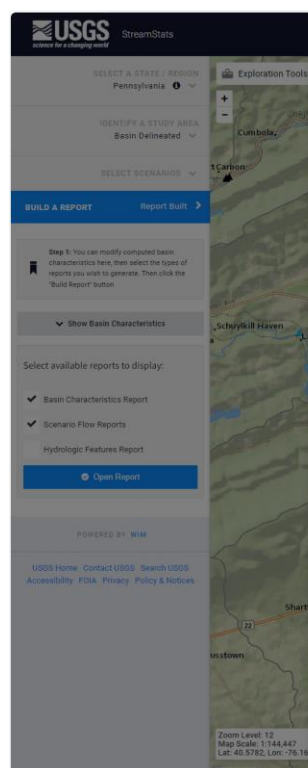 USGS
science for a changing world
StreamStats
SELECT A STATE / REGION
Pennsylvania
IDENTIFY A STUDY AREA
Basin Delineated
SELECT SCENARIOS
BUILD A REPORT
Report Built
Step 1: You can modify computed basin
characteristics here, then select the types of
reports you wish to generate. Then click the
"Build Report" button
Show Basin Characteristics
Select available reports to display:
Basin Characteristics Report
Scenario Flow Reports
Hydrologic Features Report
Open Report
POWERED BY WIM
USGS Home Contact USGS Search USGS
Accessibility FOIA Privacy Policy & Notices
Exploration Tools
+
-
Cumbola
t Carbon
Schuylkill Haven
Shart
22
usstown
Zoom Level: 12
Map Scale: 1:144,447
Lat: 40.5782, Lon: -76.16